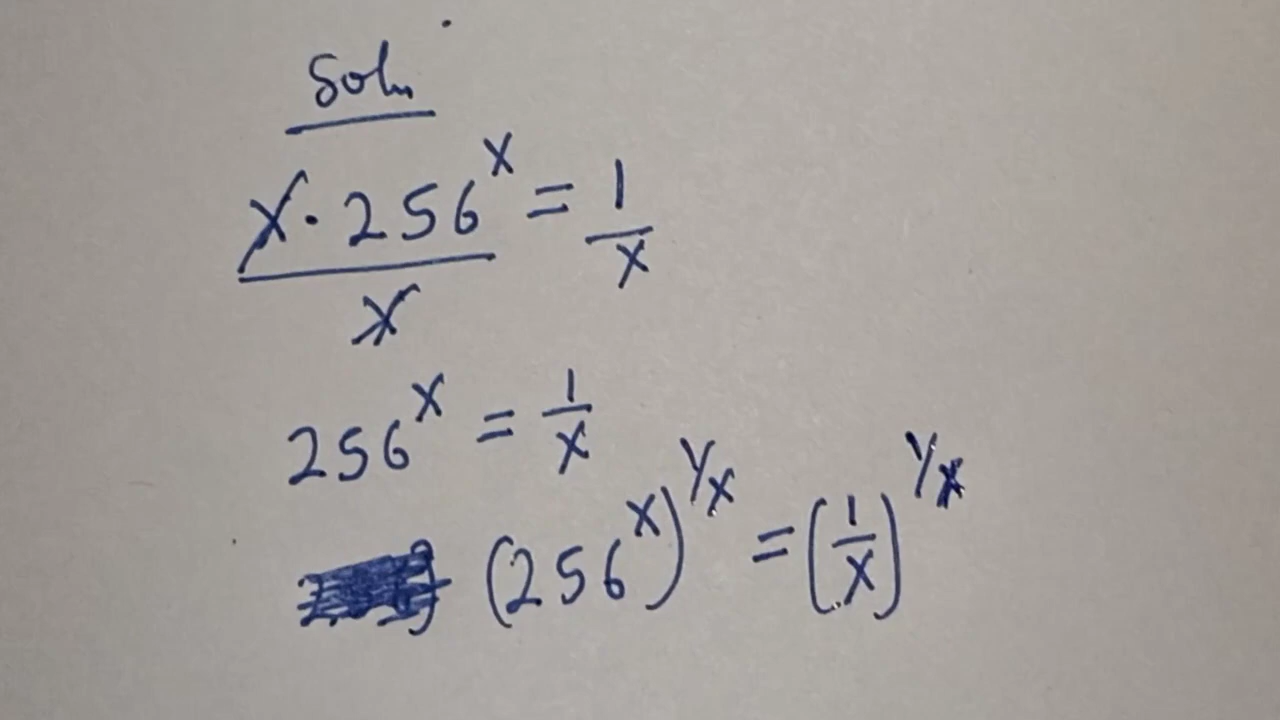 Soln
x · 256^x / x = 1/x
256^x = 1/x
(256^x)^1/x = (1/x)^1/x